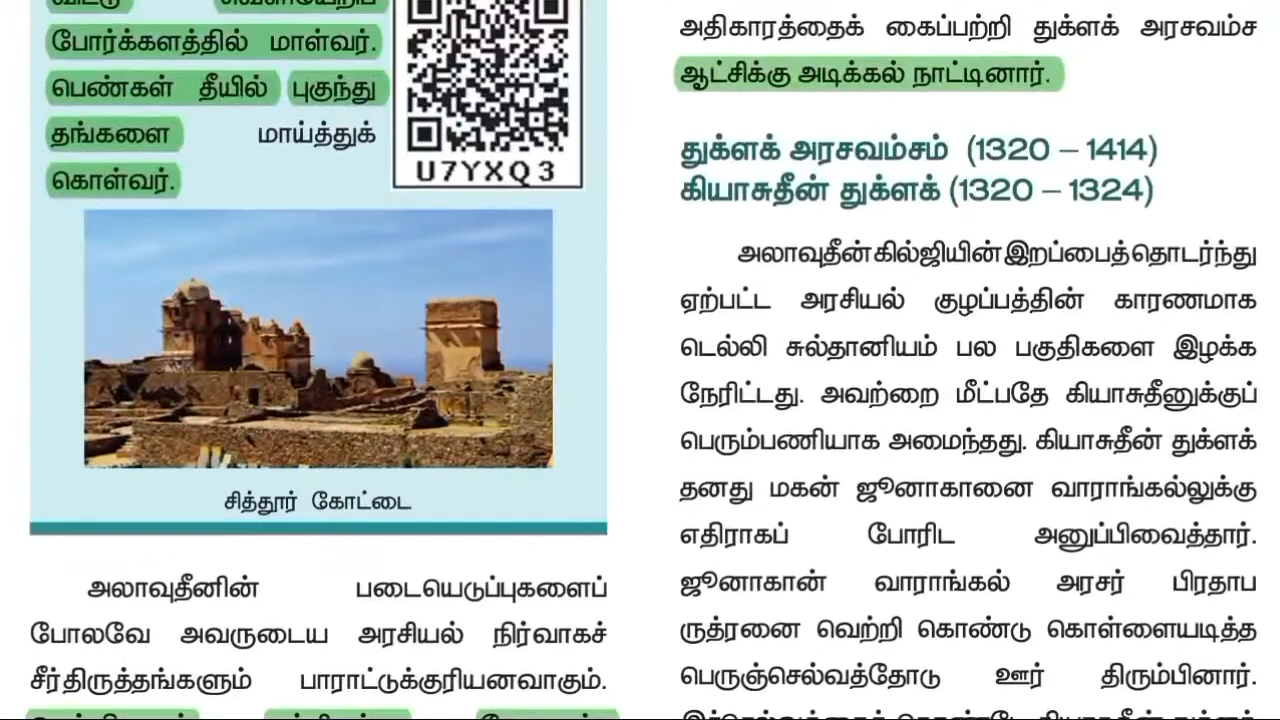 போர்க்களத்தில் மாள்வர்.
பெண்கள் தீயில் புகுந்து
தங்களை மாய்த்துக்
கொள்வர்.
U7YXQ3
சித்தூர் கோட்டை
அலாவுதீனின் படையெடுப்புகளைப்
போலவே அவருடைய அரசியல் நிர்வாகச்
சீர்திருத்தங்களும் பாராட்டுக்குரியனவாகும்.
அதிகாரத்தைக் கைப்பற்றி துக்ளக் அரசவம்ச
ஆட்சிக்கு அடிக்கல் நாட்டினார்.
துக்ளக் அரசவம்சம் (1320 – 1414)
கியாசுதீன் துக்ளக் (1320 – 1324)
அலாவுதீன் கில்ஜியின் இறப்பைத் தொடர்ந்து
ஏற்பட்ட அரசியல் குழப்பத்தின் காரணமாக
டெல்லி சுல்தானியம் பல பகுதிகளை இழக்க
நேரிட்டது. அவற்றை மீட்பதே கியாசுதீனுக்குப்
பெரும்பணியாக அமைந்தது. கியாசுதீன் துக்ளக்
தனது மகன் ஜூனாகானை வாராங்கல்லுக்கு
எதிராகப் போரிட அனுப்பிவைத்தார்.
ஜூனாகான் வாராங்கல் அரசர் பிரதாப
ருத்ரனை வெற்றி கொண்டு கொள்ளையடித்த
பெருஞ்செல்வத்தோடு ஊர் திரும்பினார்.